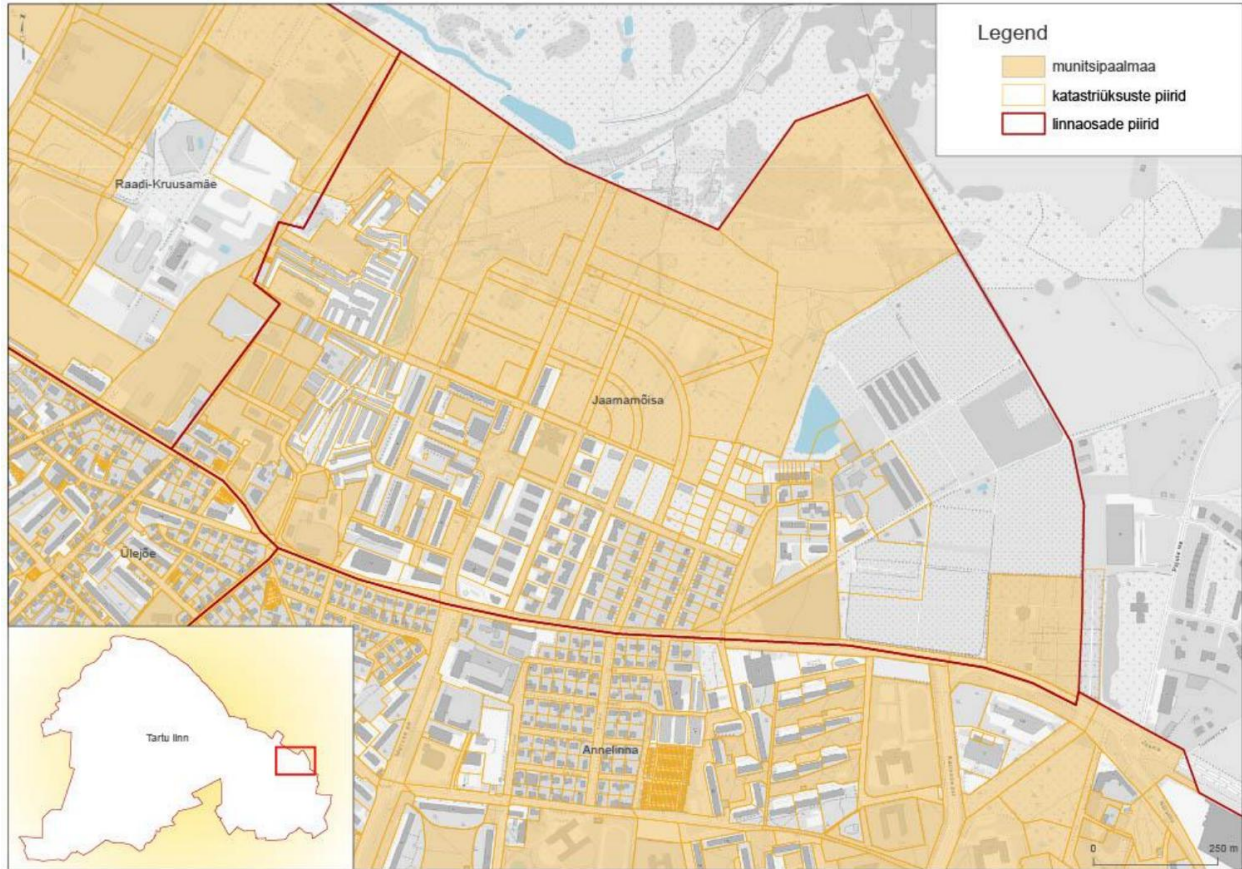 N
Legend
munitsipaalmaa
katastriüksuste piirid
linnaosade piirid
Raadi-Kruusamäe
Jaamamõisa
Ülejõe
Annelinna
Tartu linn
0 250 m